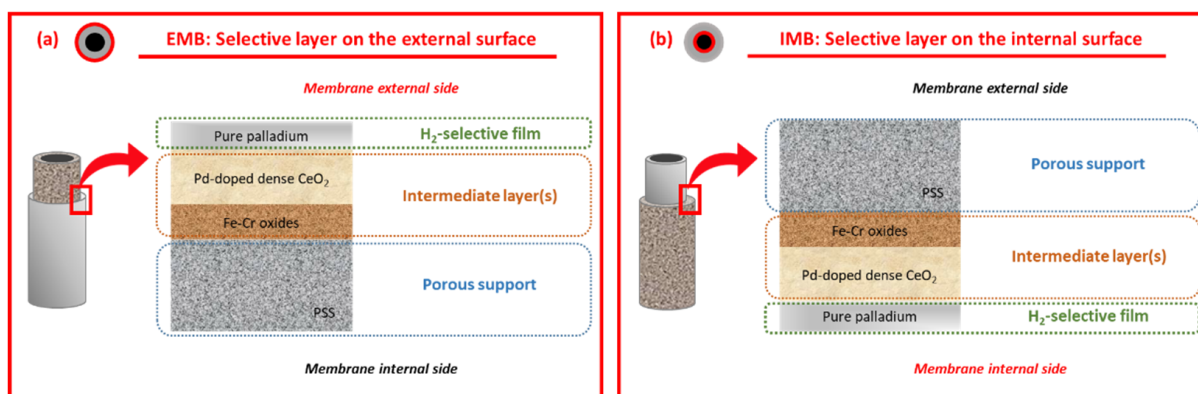 (a)
EMB: Selective layer on the external surface
Membrane external side
Pure palladium
H₂-selective film
Pd-doped dense CeO₂
Intermediate layer(s)
Fe-Cr oxides
Porous support
PSS
Membrane internal side
(b)
IMB: Selective layer on the internal surface
Membrane external side
Porous support
PSS
Fe-Cr oxides
Intermediate layer(s)
Pd-doped dense CeO₂
Pure palladium
H₂-selective film
Membrane internal side